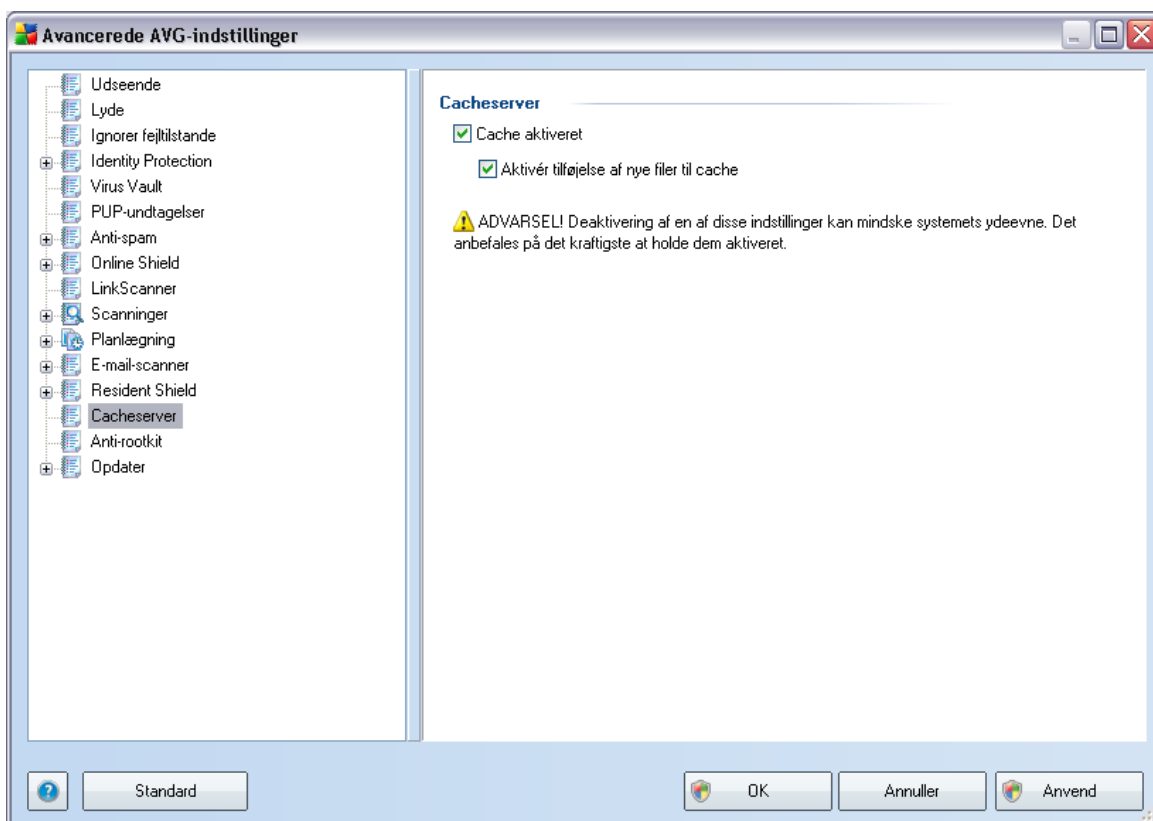 Avancerede AVG-indstillinger
Udseende
Lyde
Ignorer fejltilstande
Identity Protection
Virus Vault
PUP-undtagelser
Anti-spam
Online Shield
LinkScanner
Scanninger
Planlægning
E-mail-scanner
Resident Shield
Cacheserver
Anti-rootkit
Opdater
Cacheserver
Cache aktiveret
Aktivér tilføjelse af nye filer til cache
ADVARSEL! Deaktivering af en af disse indstillinger kan mindske systemets ydeevne. Det
anbefales på det kraftigste at holde dem aktiveret.
Standard
OK
Annuller
Anvend